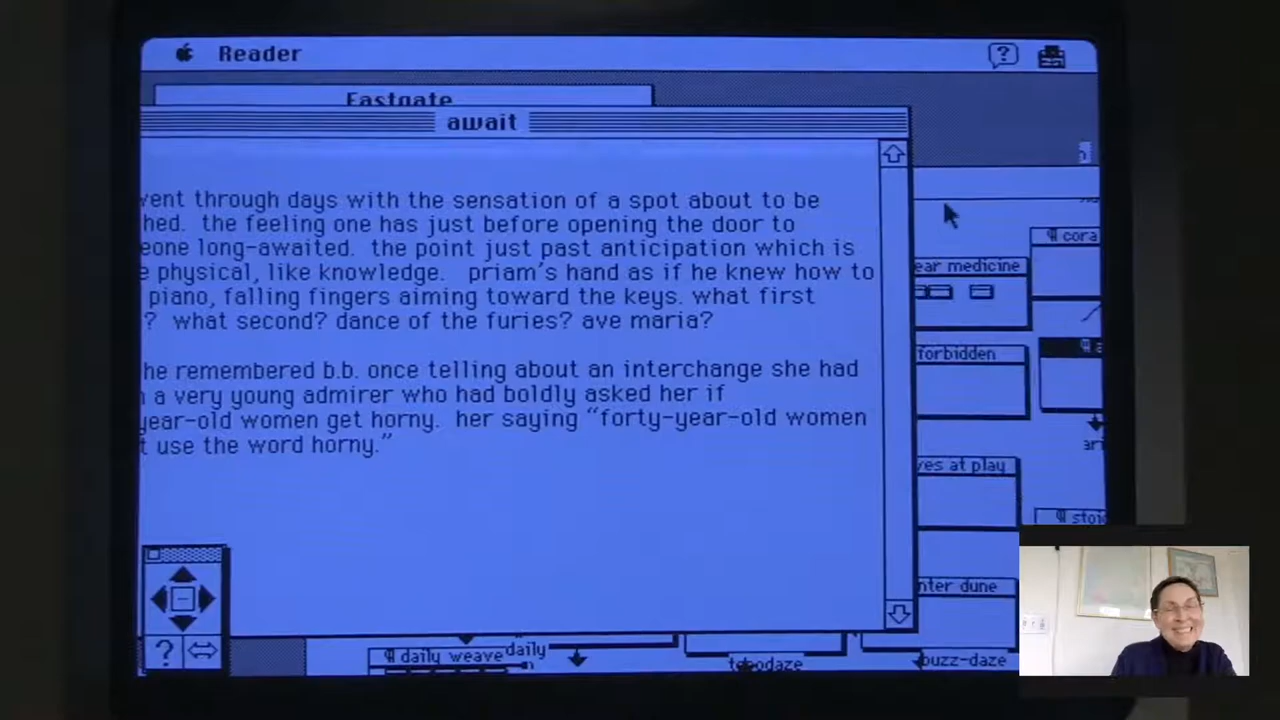 Reader
Eastgate
await
went through days with the sensation of a spot about to be
hed. the feeling one has just before opening the door to
eone long-awaited. the point just past anticipation which is
e physical, like knowledge. priam's hand as if he knew how to
piano, falling fingers aiming toward the keys. what first
? what second? dance of the furies? ave maria?
he remembered b.b. once telling about an interchange she had
a very young admirer who had boldly asked her if
year-old women get horny. her saying “forty-year-old women
t use the word horny.”
¶ cora
ear medicine
forbidden
¶ a
ari
ves at play
¶ stoic
nter dune
?
¶ daily weave
daily
topodaze
buzz-daze